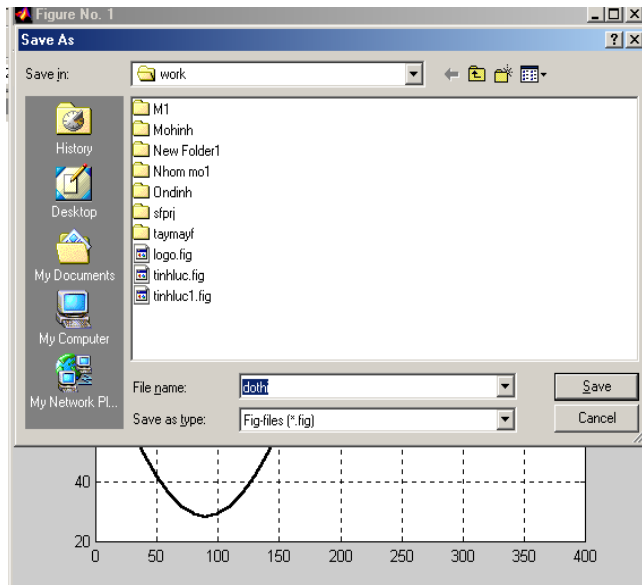 Figure No. 1
Save As
Save in:
work
History
Desktop
My Documents
My Computer
My Network Pl...
M1
Mohinh
New Folder1
Nhom mo1
Ondinh
sfprj
taymayf
logo.fig
tinhluc.fig
tinhluc1.fig
File name:
dothi
Save
Save as type:
Fig-files (*.fig)
Cancel
40
20
0 50 100 150 200 250 300 350 400